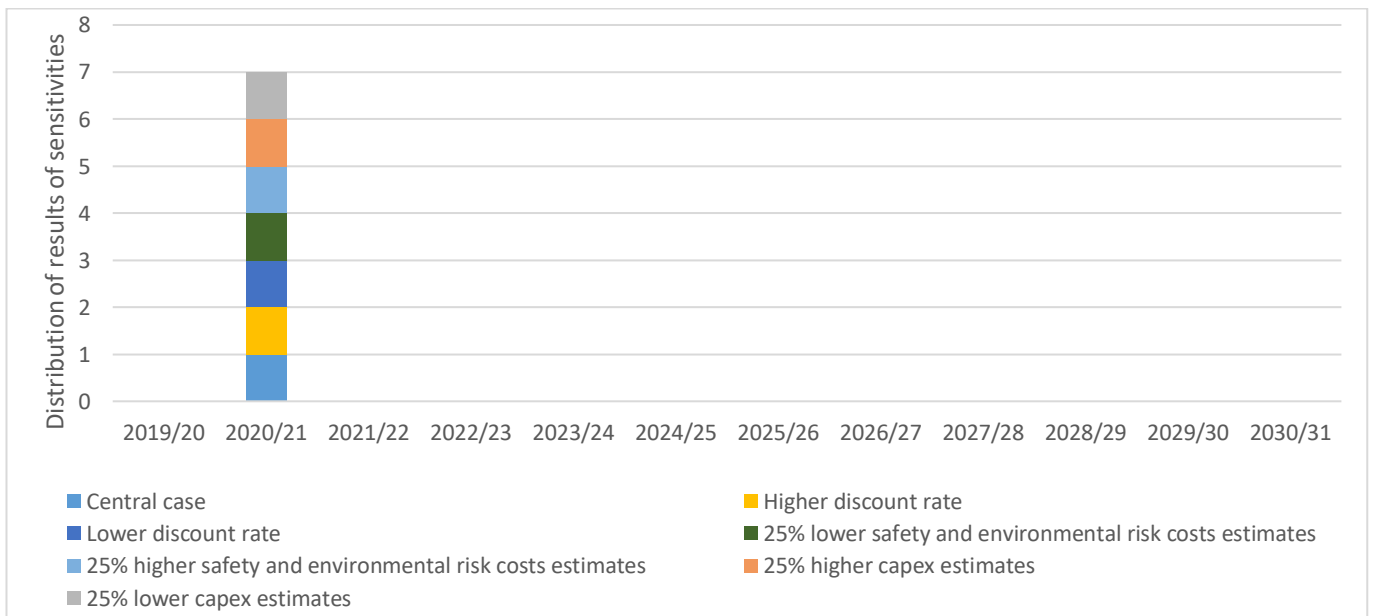 Distribution of results of sensitivities
8
7
6
5
4
3
2
1
0
2019/20 2020/21 2021/22 2022/23 2023/24 2024/25 2025/26 2026/27 2027/28 2028/29 2029/30 2030/31
Central case
Higher discount rate
Lower discount rate
25% lower safety and environmental risk costs estimates
25% higher safety and environmental risk costs estimates
25% higher capex estimates
25% lower capex estimates